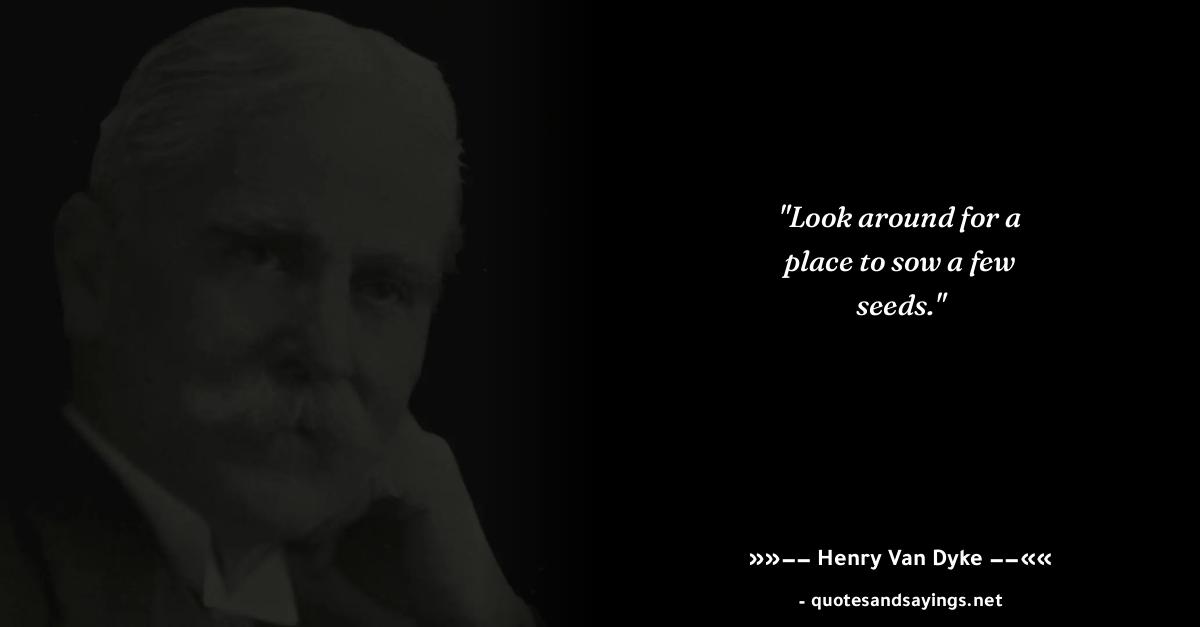 "Look around for a
place to sow a few
seeds."
»»–– Henry Van Dyke ––««
- quotesandsayings.net